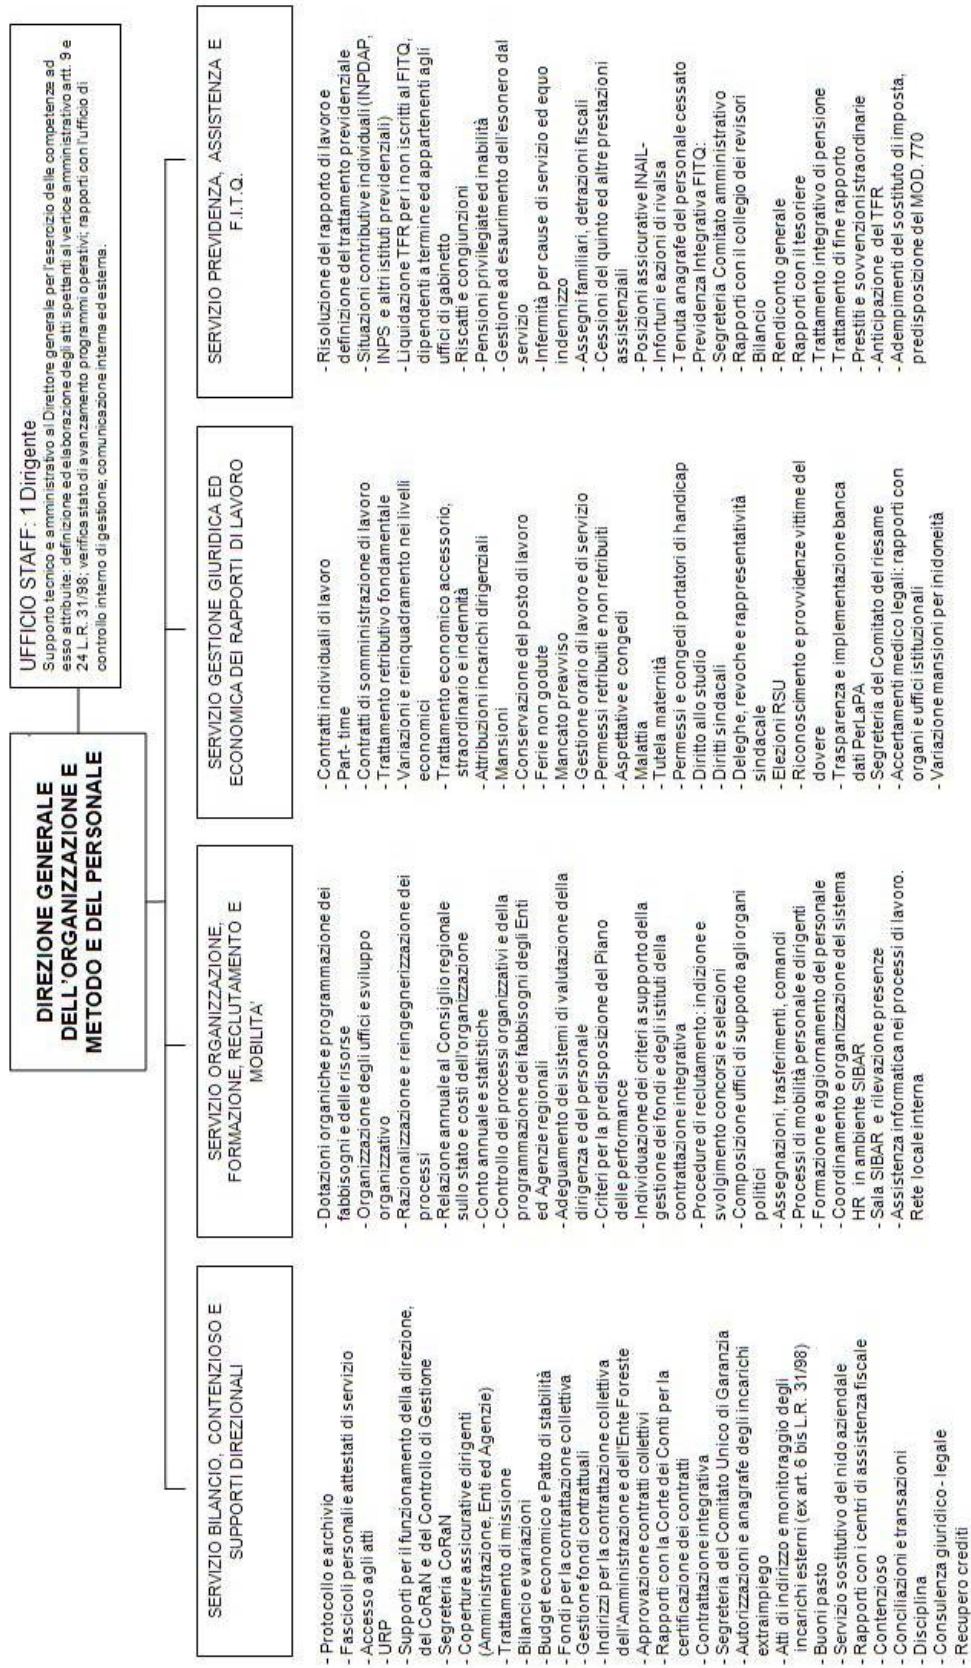 DIREZIONE GENERALE
DELL'ORGANIZZAZIONE E
METODO E DEL PERSONALE
UFFICIO STAFF: 1 Dirigente
Supporto tecnico e amministrativo al Direttore generale per l'esercizio delle competenze ad
esso attribuite: definizione ed elaborazione degli atti spettanti al vertice amministrativo artt. 9 e
24 L.R. 31/98; verifica stato di avanzamento programmi operativi; rapporti con l'ufficio di
controllo interno di gestione; comunicazione interna ed esterna.
SERVIZIO BILANCIO, CONTENZIOSO E
SUPPORTI DIREZIONALI
- Protocollo e archivio
- Fascicoli personali e attestati di servizio
- Accesso agli atti
- URP
- Supporti per il funzionamento della direzione,
del CoRaN e del Controllo di Gestione
- Segreteria CoRaN
- Coperture assicurative dirigenti
(Amministrazione, Enti ed Agenzie)
- Trattamento di missione
- Bilancio e variazioni
- Budget economico e Patto di stabilità
- Fondi per la contrattazione collettiva
- Gestione fondi contrattuali
- Indirizzi per la contrattazione collettiva
dell'Amministrazione e dell'Ente Foreste
- Approvazione contratti collettivi
- Rapporti con la Corte dei Conti per la
certificazione dei contratti
- Contrattazione integrativa
- Segreteria del Comitato Unico di Garanzia
- Autorizzazioni e anagrafe degli incarichi
extraimpiego
- Atti di indirizzo e monitoraggio degli
incarichi esterni (ex art. 6 bis L.R. 31/98)
- Buoni pasto
- Servizio sostitutivo del nido aziendale
- Rapporti con i centri di assistenza fiscale
- Contenzioso
- Conciliazioni e transazioni
- Disciplina
- Consulenza giuridico - legale
- Recupero crediti
SERVIZIO ORGANIZZAZIONE,
FORMAZIONE, RECLUTAMENTO E
MOBILITA'
- Dotazioni organiche e programmazione dei
fabbisogni e delle risorse
- Organizzazione degli uffici e sviluppo
organizzativo
- Razionalizzazione e reingegnerizzazione dei
processi
- Relazione annuale al Consiglio regionale
sullo stato e costi dell'organizzazione
- Conto annuale e statistiche
- Controllo dei processi organizzativi e della
programmazione dei fabbisogni degli Enti
ed Agenzie regionali
- Adeguamento dei sistemi di valutazione della
dirigenza e del personale
- Criteri per la predisposizione del Piano
delle performance
- Individuazione dei criteri a supporto della
gestione dei fondi e degli istituti della
contrattazione integrativa
- Procedure di reclutamento: indizione e
svolgimento concorsi e selezioni
- Composizione uffici di supporto agli organi
politici
- Assegnazioni, trasferimenti, comandi
- Processi di mobilità personale e dirigenti
- Formazione e aggiornamento del personale
- Coordinamento e organizzazione del sistema
HR in ambiente SIBAR
- Sala SIBAR e rilevazione presenze
- Assistenza informatica nei processi di lavoro.
Rete locale interna
SERVIZIO GESTIONE GIURIDICA ED
ECONOMICA DEI RAPPORTI DI LAVORO
- Contratti individuali di lavoro
- Part- time
- Contratti di somministrazione di lavoro
- Trattamento retributivo fondamentale
- Variazioni e reinquadramento nei livelli
economici
- Trattamento economico accessorio,
straordinario e indennità
- Attribuzioni incarichi dirigenziali
- Mansioni
- Conservazione del posto di lavoro
- Ferie non godute
- Mancato preavviso
- Gestione orario di lavoro e di servizio
- Permessi retribuiti e non retribuiti
- Aspettative e congedi
- Malattia
- Tutela maternità
- Permessi e congedi portatori di handicap
- Diritto allo studio
- Diritti sindacali
- Deleghe, revoche e rappresentatività
sindacale
- Elezioni RSU
- Riconoscimento e provvidenze vittime del
dovere
- Trasparenza e implementazione banca
dati PerLaPA
- Segreteria del Comitato del riesame
- Accertamenti medico legali: rapporti con
organi e uffici istituzionali
- Variazione mansioni per inidoneità
SERVIZIO PREVIDENZA, ASSISTENZA E
F.I.T.Q.
- Risoluzione del rapporto di lavoro e
definizione del trattamento previdenziale
- Situazioni contributive individuali (INPDAP,
INPS e altri istituti previdenziali)
- Liquidazione TFR per i non iscritti al FITQ,
dipendenti a termine ed appartenenti agli
uffici di gabinetto
- Riscatti e congiunzioni
- Pensioni privilegiate ed inabilità
- Gestione ad esaurimento dell'esonero dal
servizio
- Infermità per cause di servizio ed equo
indennizzo
- Assegni familiari, detrazioni fiscali
- Cessioni del quinto ed altre prestazioni
assistenziali
- Posizioni assicurative INAIL-
- Infortuni e azioni di rivalsa
- Tenuta anagrafe del personale cessato
- Previdenza Integrativa FITQ:
- Segreteria Comitato amministrativo
- Rapporti con il collegio dei revisori
- Bilancio
- Rendiconto generale
- Rapporti con il tesoriere
- Trattamento integrativo di pensione
- Trattamento di fine rapporto
- Prestiti e sovvenzioni straordinarie
- Anticipazione del TFR
- Adempimenti del sostituto di imposta,
predisposizione del MOD. 770